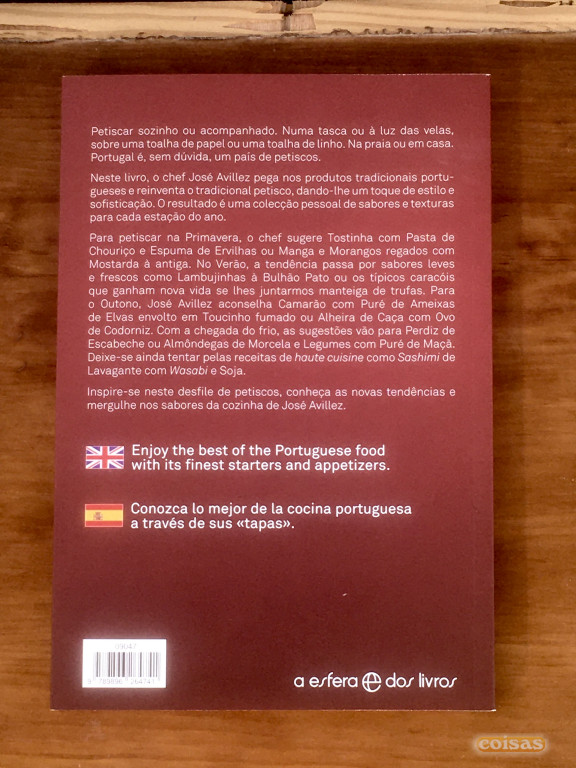 Petiscar sozinho ou acompanhado. Numa tasca ou à luz das velas,
sobre uma toalha de papel ou uma toalha de linho. Na praia ou em casa.
Portugal é, sem dúvida, um país de petiscos.
Neste livro, o chef José Avillez pega nos produtos tradicionais portu-
gueses e reinventa o tradicional petisco, dando-lhe um toque de estilo e
sofisticação. O resultado é uma colecção pessoal de sabores e texturas
para cada estação do ano.
Para petiscar na Primavera, o chef sugere Tostinha com Pasta de
Chouriço e Espuma de Ervilhas ou Manga e Morangos regados com
Mostarda à antiga. No Verão, a tendência passa por sabores leves
e frescos como Lambujinhas à Bulhão Pato ou os típicos caracóis
que ganham nova vida se lhes juntarmos manteiga de trufas. Para
o Outono, José Avillez aconselha Camarão com Puré de Ameixas
de Elvas envolto em Toucinho fumado ou Alheira de Caça com Ovo
de Codorniz. Com a chegada do frio, as sugestões vão para Perdiz de
Escabeche ou Almôndegas de Morcela e Legumes com Puré de Maçã.
Deixe-se ainda tentar pelas receitas de haute cuisine como Sashimi de
Lavagante com Wasabi e Soja.
Inspire-se neste desfile de petiscos, conheça as novas tendências e
mergulhe nos sabores da cozinha de José Avillez.
Enjoy the best of the Portuguese food
with its finest starters and appetizers.
Conozca lo mejor de la cocina portuguesa
a través de sus «tapas».
a esfera dos livros
coisas